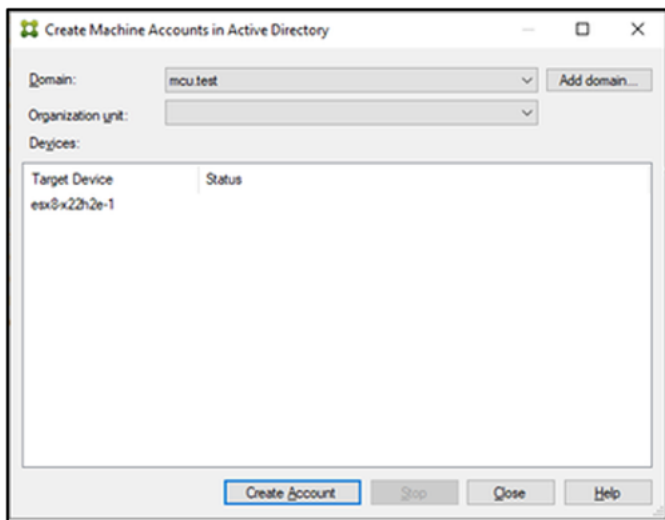 Create Machine Accounts in Active Directory
Domain: mcu.test Add domain...
Organization unit:
Devices:
Target Device Status
esx8-x22h2e-1
Create Account Stop Close Help